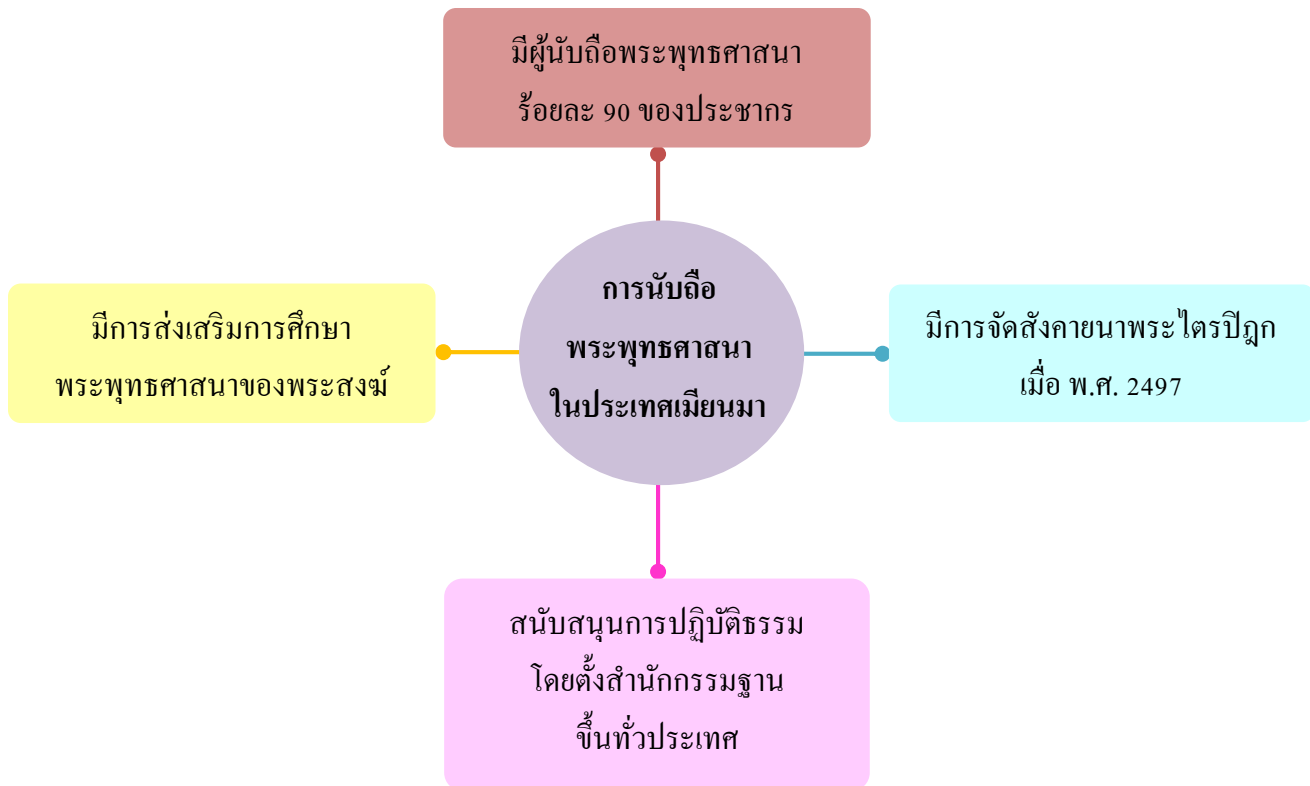 มีผู้นับถือพระพุทธศาสนา
ร้อยละ 90 ของประชากร
การนับถือ
พระพุทธศาสนา
ในประเทศเมียนมา
มีการส่งเสริมการศึกษา
พระพุทธศาสนาของพระสงฆ์
มีการจัดสังคายนาพระไตรปิฎก
เมื่อ พ.ศ. 2497
สนับสนุนการปฏิบัติธรรม
โดยตั้งสำนักกรรมฐาน
ขึ้นทั่วประเทศ